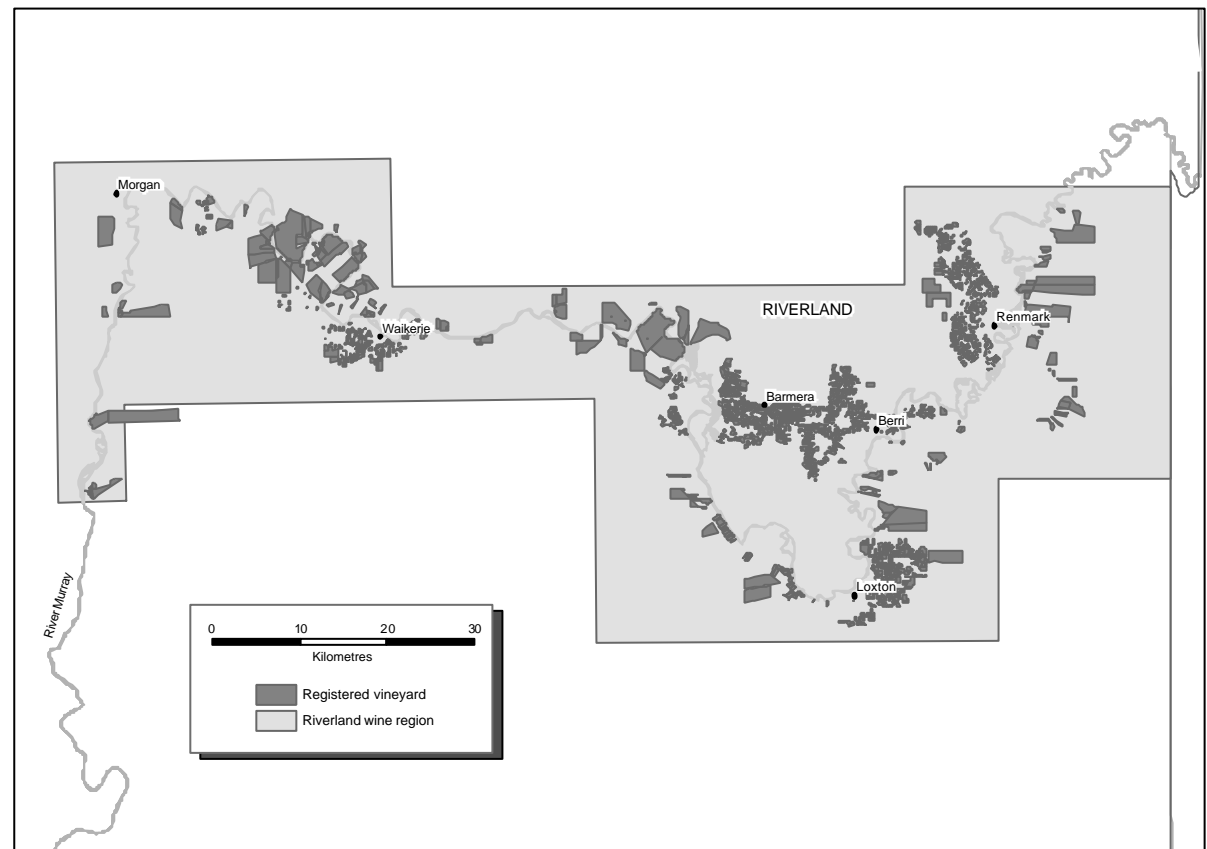 Morgan
RIVERLAND
Renmark
Waikerie
Barmera
Berri
Loxton
River Murray
0 10 20 30
Kilometres
Registered vineyard
Riverland wine region